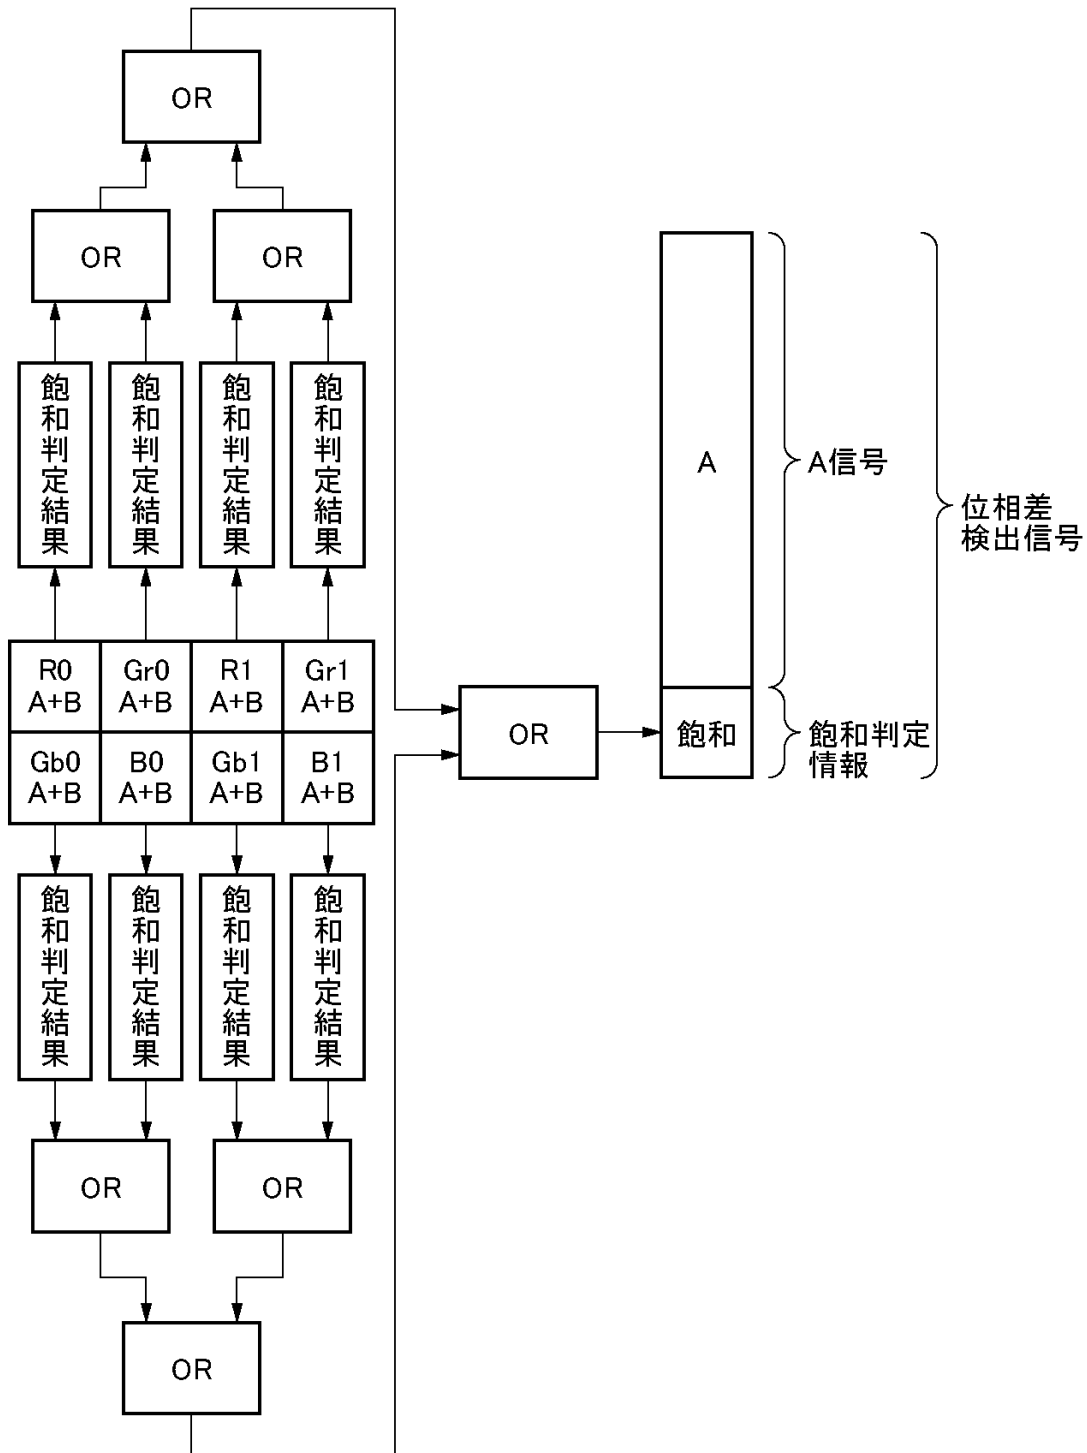 OR
OR
OR
飽和判定結果
飽和判定結果
飽和判定結果
飽和判定結果
R0
A+B
Gr0
A+B
R1
A+B
Gr1
A+B
Gb0
A+B
B0
A+B
Gb1
A+B
B1
A+B
飽和判定結果
飽和判定結果
飽和判定結果
飽和判定結果
OR
OR
OR
OR
A
飽和
A信号
飽和判定
情報
位相差
検出信号